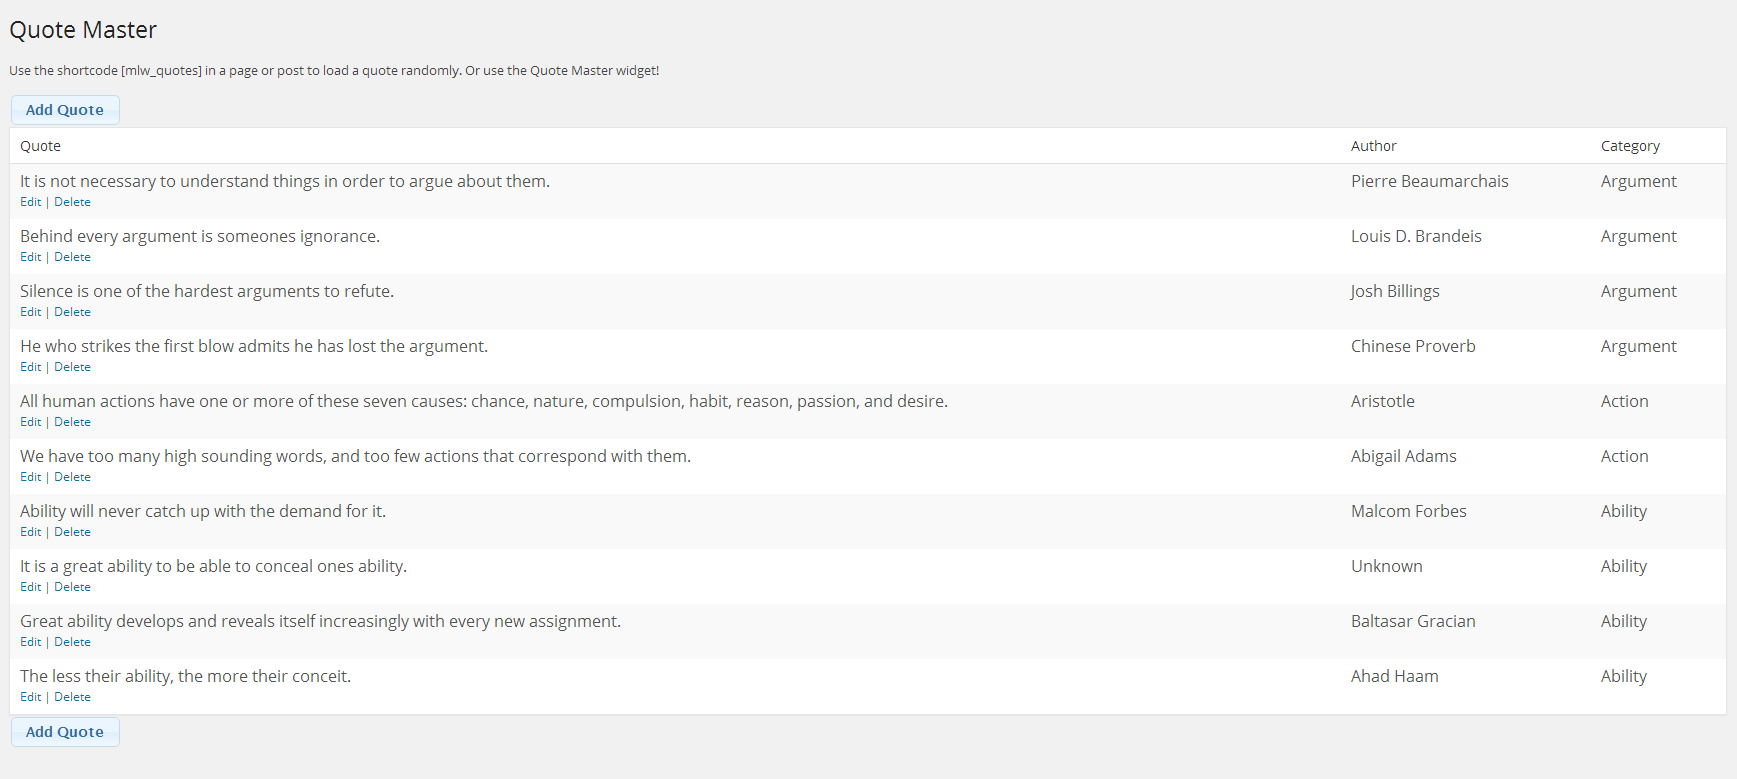 Quote Master
Use the shortcode [mlw_quotes] in a page or post to load a quote randomly. Or use the Quote Master widget!
Add Quote
Quote Author Category
It is not necessary to understand things in order to argue about them. Pierre Beaumarchais Argument
Edit | Delete
Behind every argument is someones ignorance. Louis D. Brandeis Argument
Edit | Delete
Silence is one of the hardest arguments to refute. Josh Billings Argument
Edit | Delete
He who strikes the first blow admits he has lost the argument. Chinese Proverb Argument
Edit | Delete
All human actions have one or more of these seven causes: chance, nature, compulsion, habit, reason, passion, and desire. Aristotle Action
Edit | Delete
We have too many high sounding words, and too few actions that correspond with them. Abigail Adams Action
Edit | Delete
Ability will never catch up with the demand for it. Malcom Forbes Ability
Edit | Delete
It is a great ability to be able to conceal ones ability. Unknown Ability
Edit | Delete
Great ability develops and reveals itself increasingly with every new assignment. Baltasar Gracian Ability
Edit | Delete
The less their ability, the more their conceit. Ahad Haam Ability
Edit | Delete
Add Quote